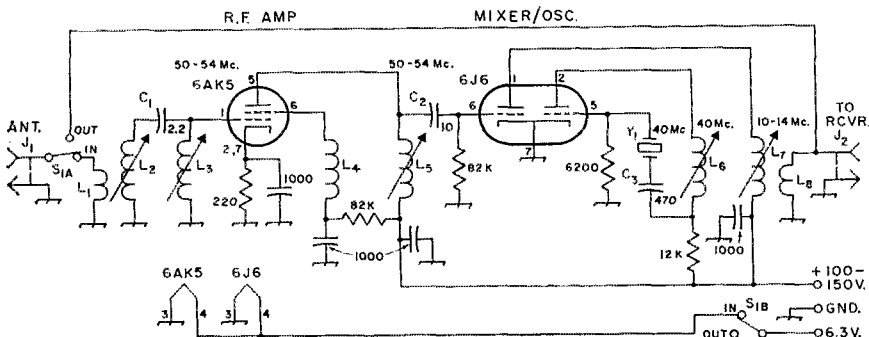 R.F. AMP
MIXER/OSC.
50-54 Mc.
6AK5
5
1
6
2,7
C1
2.2
50-54 Mc.
C2
10
6J6
1
2
6
5
7
ANT.
J1
OUT
IN
S1A
L1
L2
L3
220
1000
L4
82K
1000
L5
82K
6200
Y1
40Mc.
C3
470
40Mc.
L6
12K
10-14 Mc.
L7
1000
L8
TO
RCVR.
J2
6AK5
3
4
6J6
3
4
+100-
150V.
IN
S1B
GND.
OUT
6.3V.